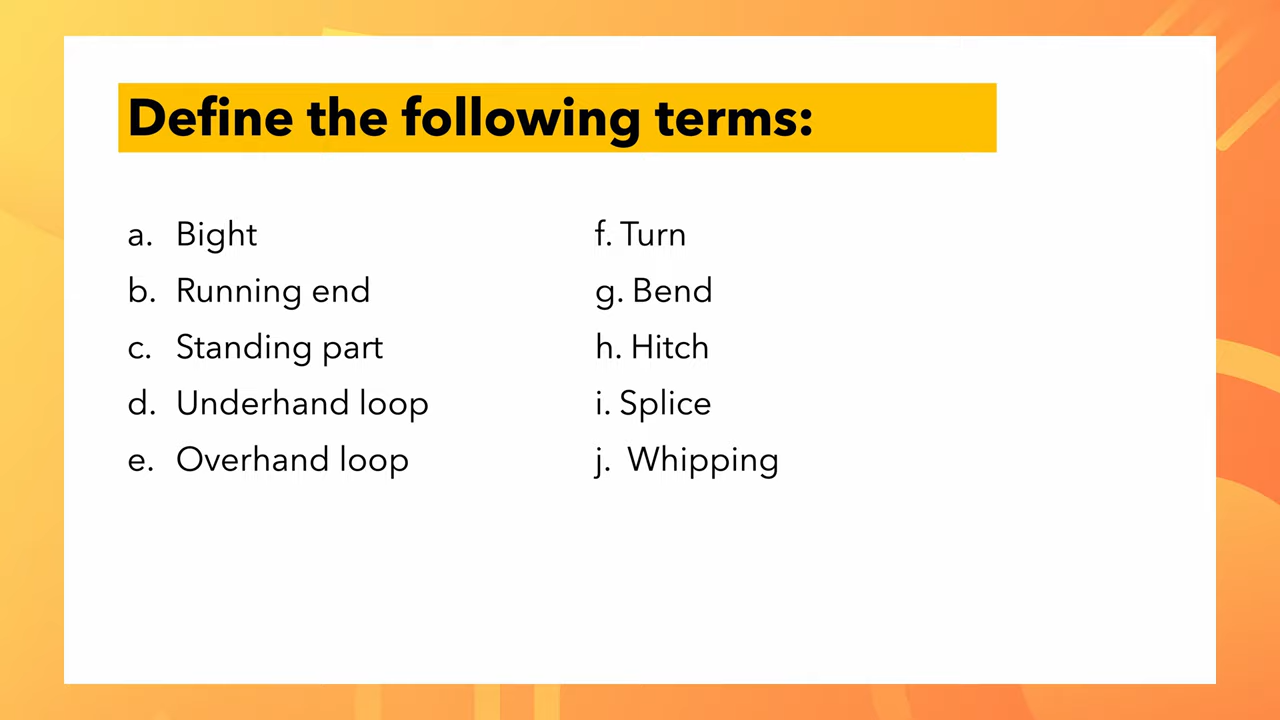 Define the following terms:
a. Bight
b. Running end
c. Standing part
d. Underhand loop
e. Overhand loop
f. Turn
g. Bend
h. Hitch
i. Splice
j. Whipping